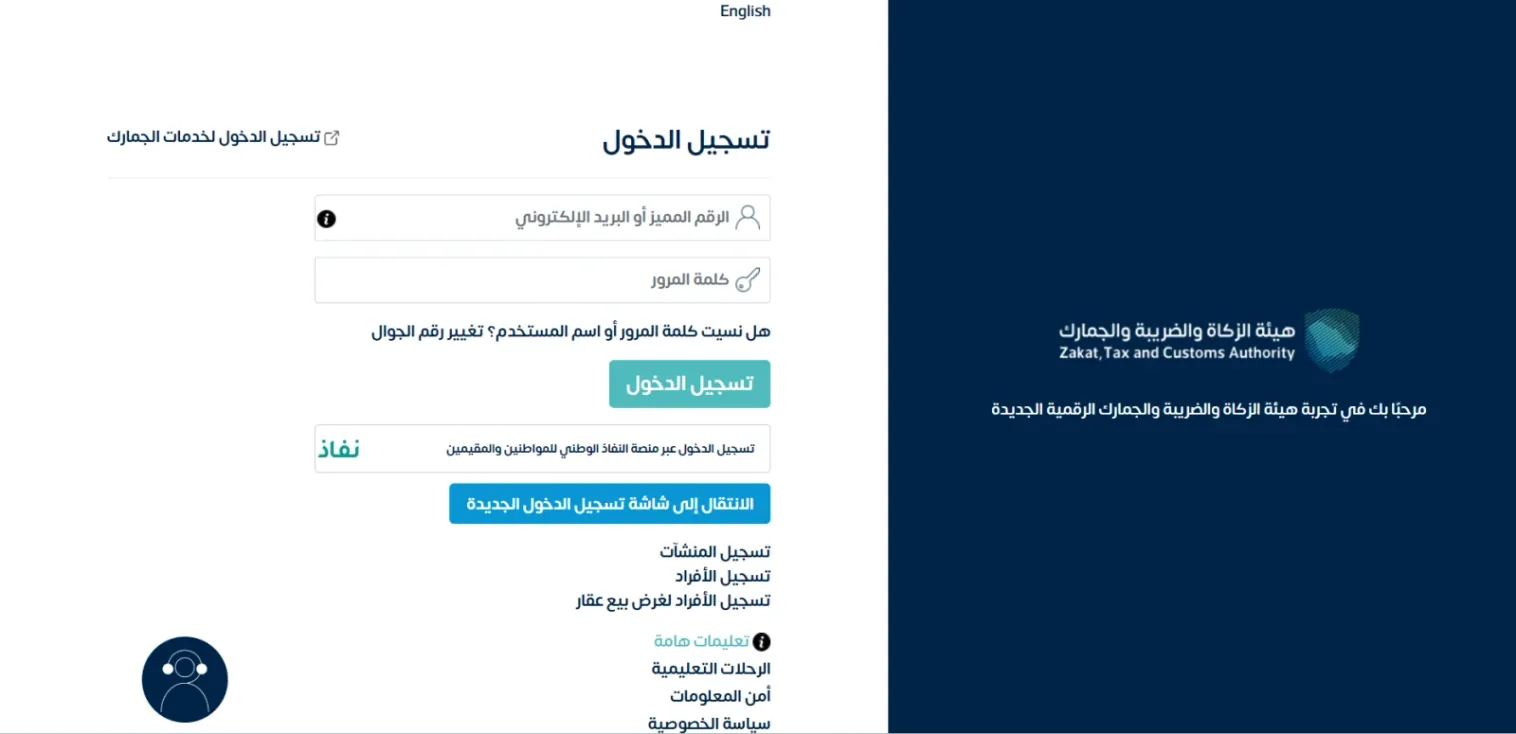 English
تسجيل الدخول
تسجيل الدخول لخدمات الجمارك
الرقم المميز أو البريد الإلكتروني
كلمة المرور
هل نسيت كلمة المرور أو اسم المستخدم؟ تغيير رقم الجوال
تسجيل الدخول
تسجيل الدخول عبر منصة النفاذ الوطني للمواطنين والمقيمين
نفاذ
الانتقال إلى شاشة تسجيل الدخول الجديدة
تسجيل المنشآت
تسجيل الأفراد
تسجيل الأفراد لغرض بيع عقار
تعليمات هامة
الرحلات التعليمية
أمن المعلومات
سياسة الخصوصية
هيئة الزكاة والضريبة والجمارك
Zakat, Tax and Customs Authority
مرحبًا بك في تجربة هيئة الزكاة والضريبة والجمارك الرقمية الجديدة